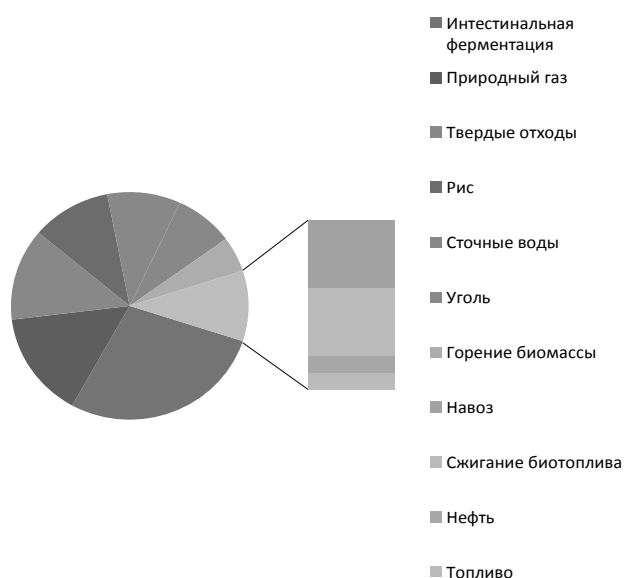 Интестинальная
ферментация
Природный газ
Твердые отходы
Рис
Сточные воды
Уголь
Горение биомассы
Навоз
Сжигание биотоплива
Нефть
Топливо